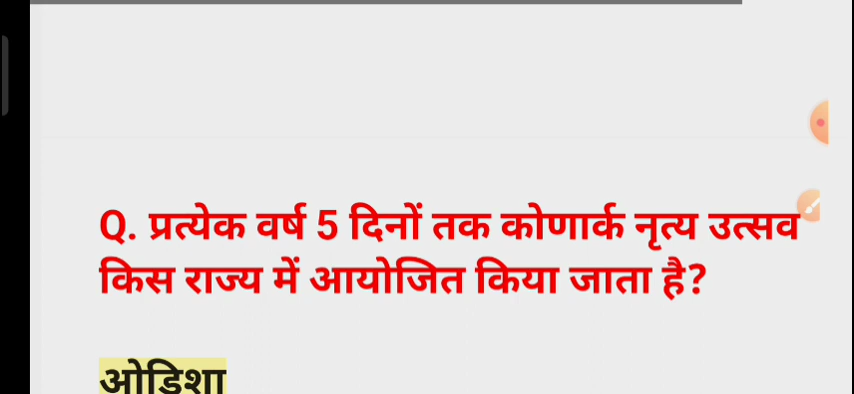 Q. प्रत्येक वर्ष 5 दिनों तक कोणार्क नृत्य उत्सव
किस राज्य में आयोजित किया जाता है?
ओडिशा